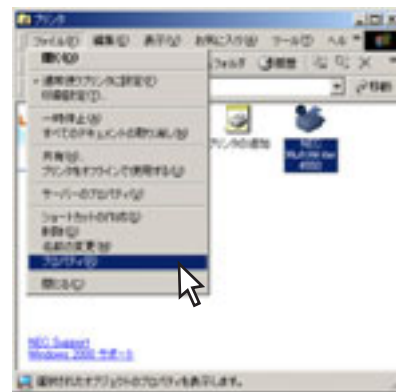 プリンタ
ファイル(F) 編集(E) 表示(V) お気に入り(A) ツール(T) ヘ
開く(O)
通常使うプリンタに設定(F)
印刷設定(T)...
一時停止(G)
すべてのドキュメントの取り消し(N)
共有(H)...
プリンタをオフラインで使用する(U)
サーバーのプロパティ(V)
ショートカットの作成(S)
削除(D)
名前の変更(M)
プロパティ(R)
閉じる(C)
フォルダ 履歴
移動
プリンタの追加
NEC
NEC Support
Windows 2000 サポート
選択されたオブジェクトのプロパティを表示します。